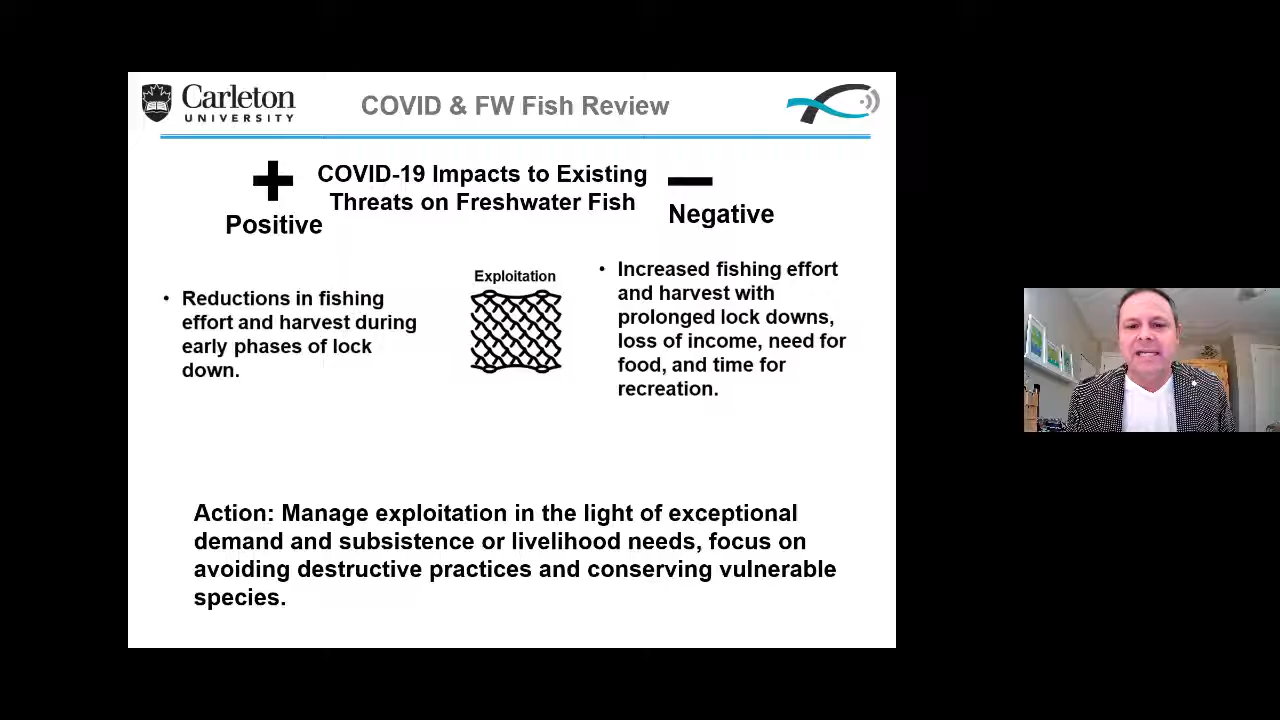 Carleton
UNIVERSITY
COVID & FW Fish Review
COVID-19 Impacts to Existing
Threats on Freshwater Fish
Positive
Negative
• Reductions in fishing
effort and harvest during
early phases of lock
down.
Exploitation
• Increased fishing effort
and harvest with
prolonged lock downs,
loss of income, need for
food, and time for
recreation.
Action: Manage exploitation in the light of exceptional
demand and subsistence or livelihood needs, focus on
avoiding destructive practices and conserving vulnerable
species.